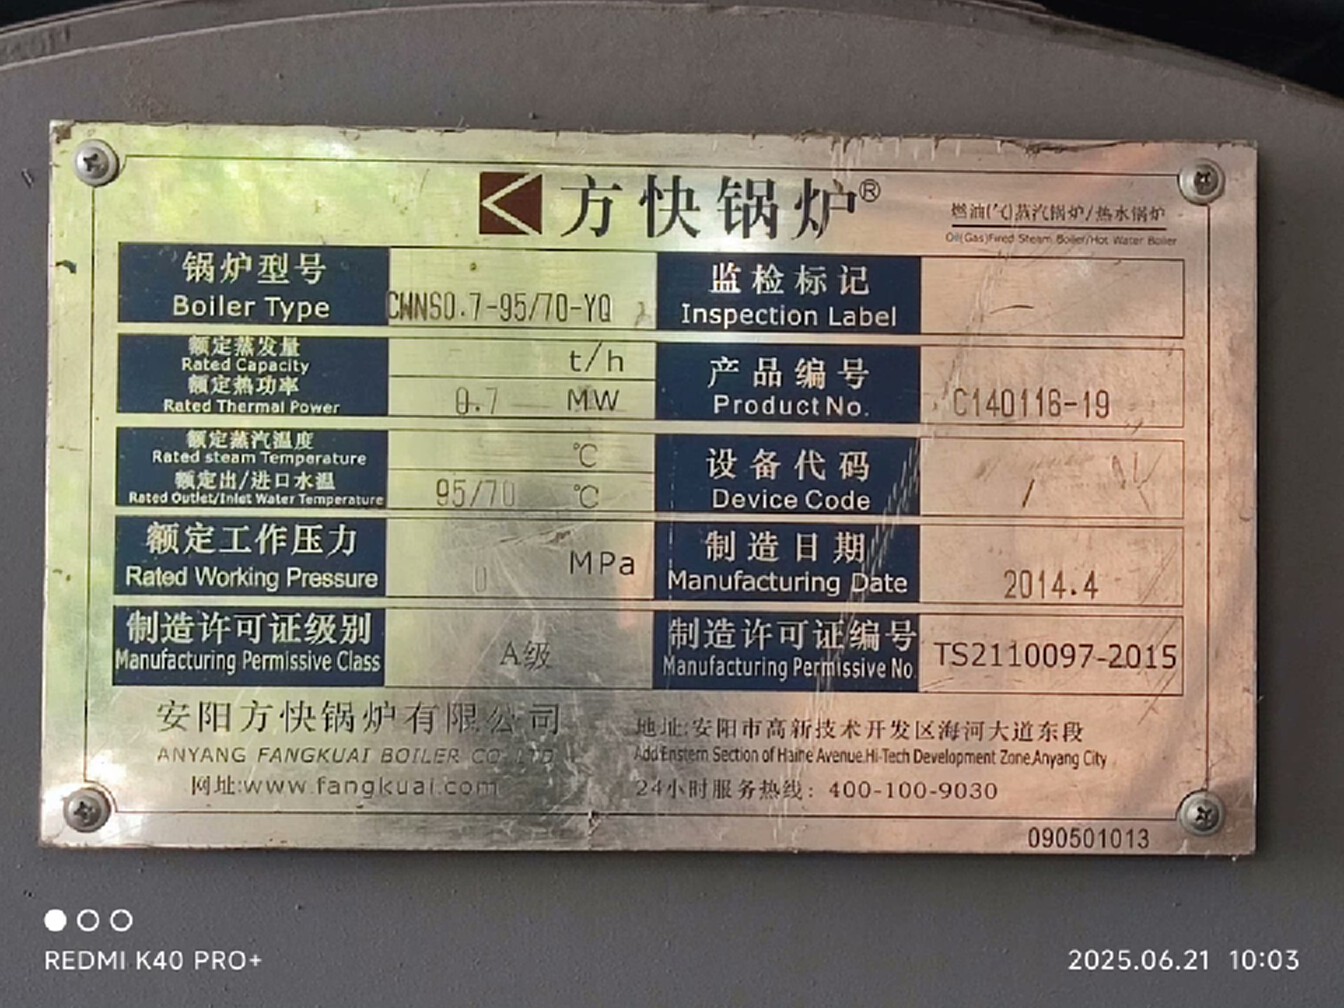 方快锅炉®
燃油(气)蒸汽锅炉/热水锅炉
Oil(Gas)Fired Steam Boiler/Hot Water Boiler
锅炉型号
Boiler Type
CWNS0.7-95/70-YQ
监检标记
Inspection Label
额定蒸发量
Rated Capacity
t/h
额定热功率
Rated Thermal Power
0.7 MW
产品编号
Product No.
C140116-19
额定蒸汽温度
Rated steam Temperature
℃
额定出/进口水温
Rated Outlet/Inlet Water Temperature
95/70 ℃
设备代码
Device Code
/
额定工作压力
Rated Working Pressure
0 MPa
制造日期
Manufacturing Date
2014.4
制造许可证级别
Manufacturing Permissive Class
A级
制造许可证编号
Manufacturing Permissive No.
TS2110097-2015
安阳方快锅炉有限公司
ANYANG FANGKUAI BOILER CO.LTD
网址:www.fangkuai.com
地址:安阳市高新技术开发区海河大道东段
Add:Enstern Section of Haihe Avenue.Hi-Tech Development Zone,Anyang City
24小时服务热线：400-100-9030
090501013
REDMI K40 PRO+
2025.06.21 10:03